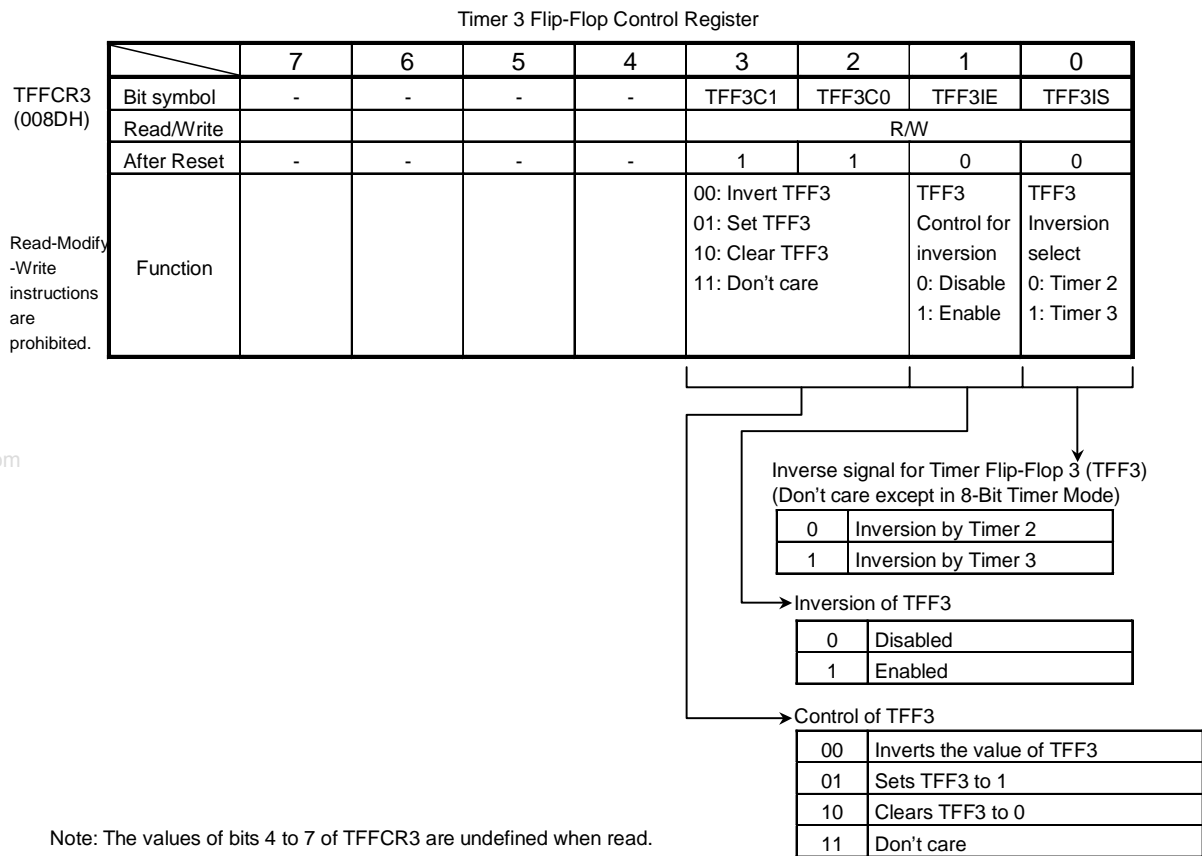 Timer 3 Flip-Flop Control Register
7 6 5 4 3 2 1 0
TFFCR3
(008DH)
Bit symbol - - - - TFF3C1 TFF3C0 TFF3IE TFF3IS
Read/Write R/W
After Reset - - - - 1 1 0 0
Read-Modify
-Write
instructions
are
prohibited.
Function
00: Invert TFF3
01: Set TFF3
10: Clear TFF3
11: Don't care
TFF3
Control for
inversion
0: Disable
1: Enable
TFF3
Inversion
select
0: Timer 2
1: Timer 3
om
Inverse signal for Timer Flip-Flop 3 (TFF3)
(Don't care except in 8-Bit Timer Mode)
0 Inversion by Timer 2
1 Inversion by Timer 3
Inversion of TFF3
0 Disabled
1 Enabled
Control of TFF3
00 Inverts the value of TFF3
01 Sets TFF3 to 1
10 Clears TFF3 to 0
11 Don't care
Note: The values of bits 4 to 7 of TFFCR3 are undefined when read.